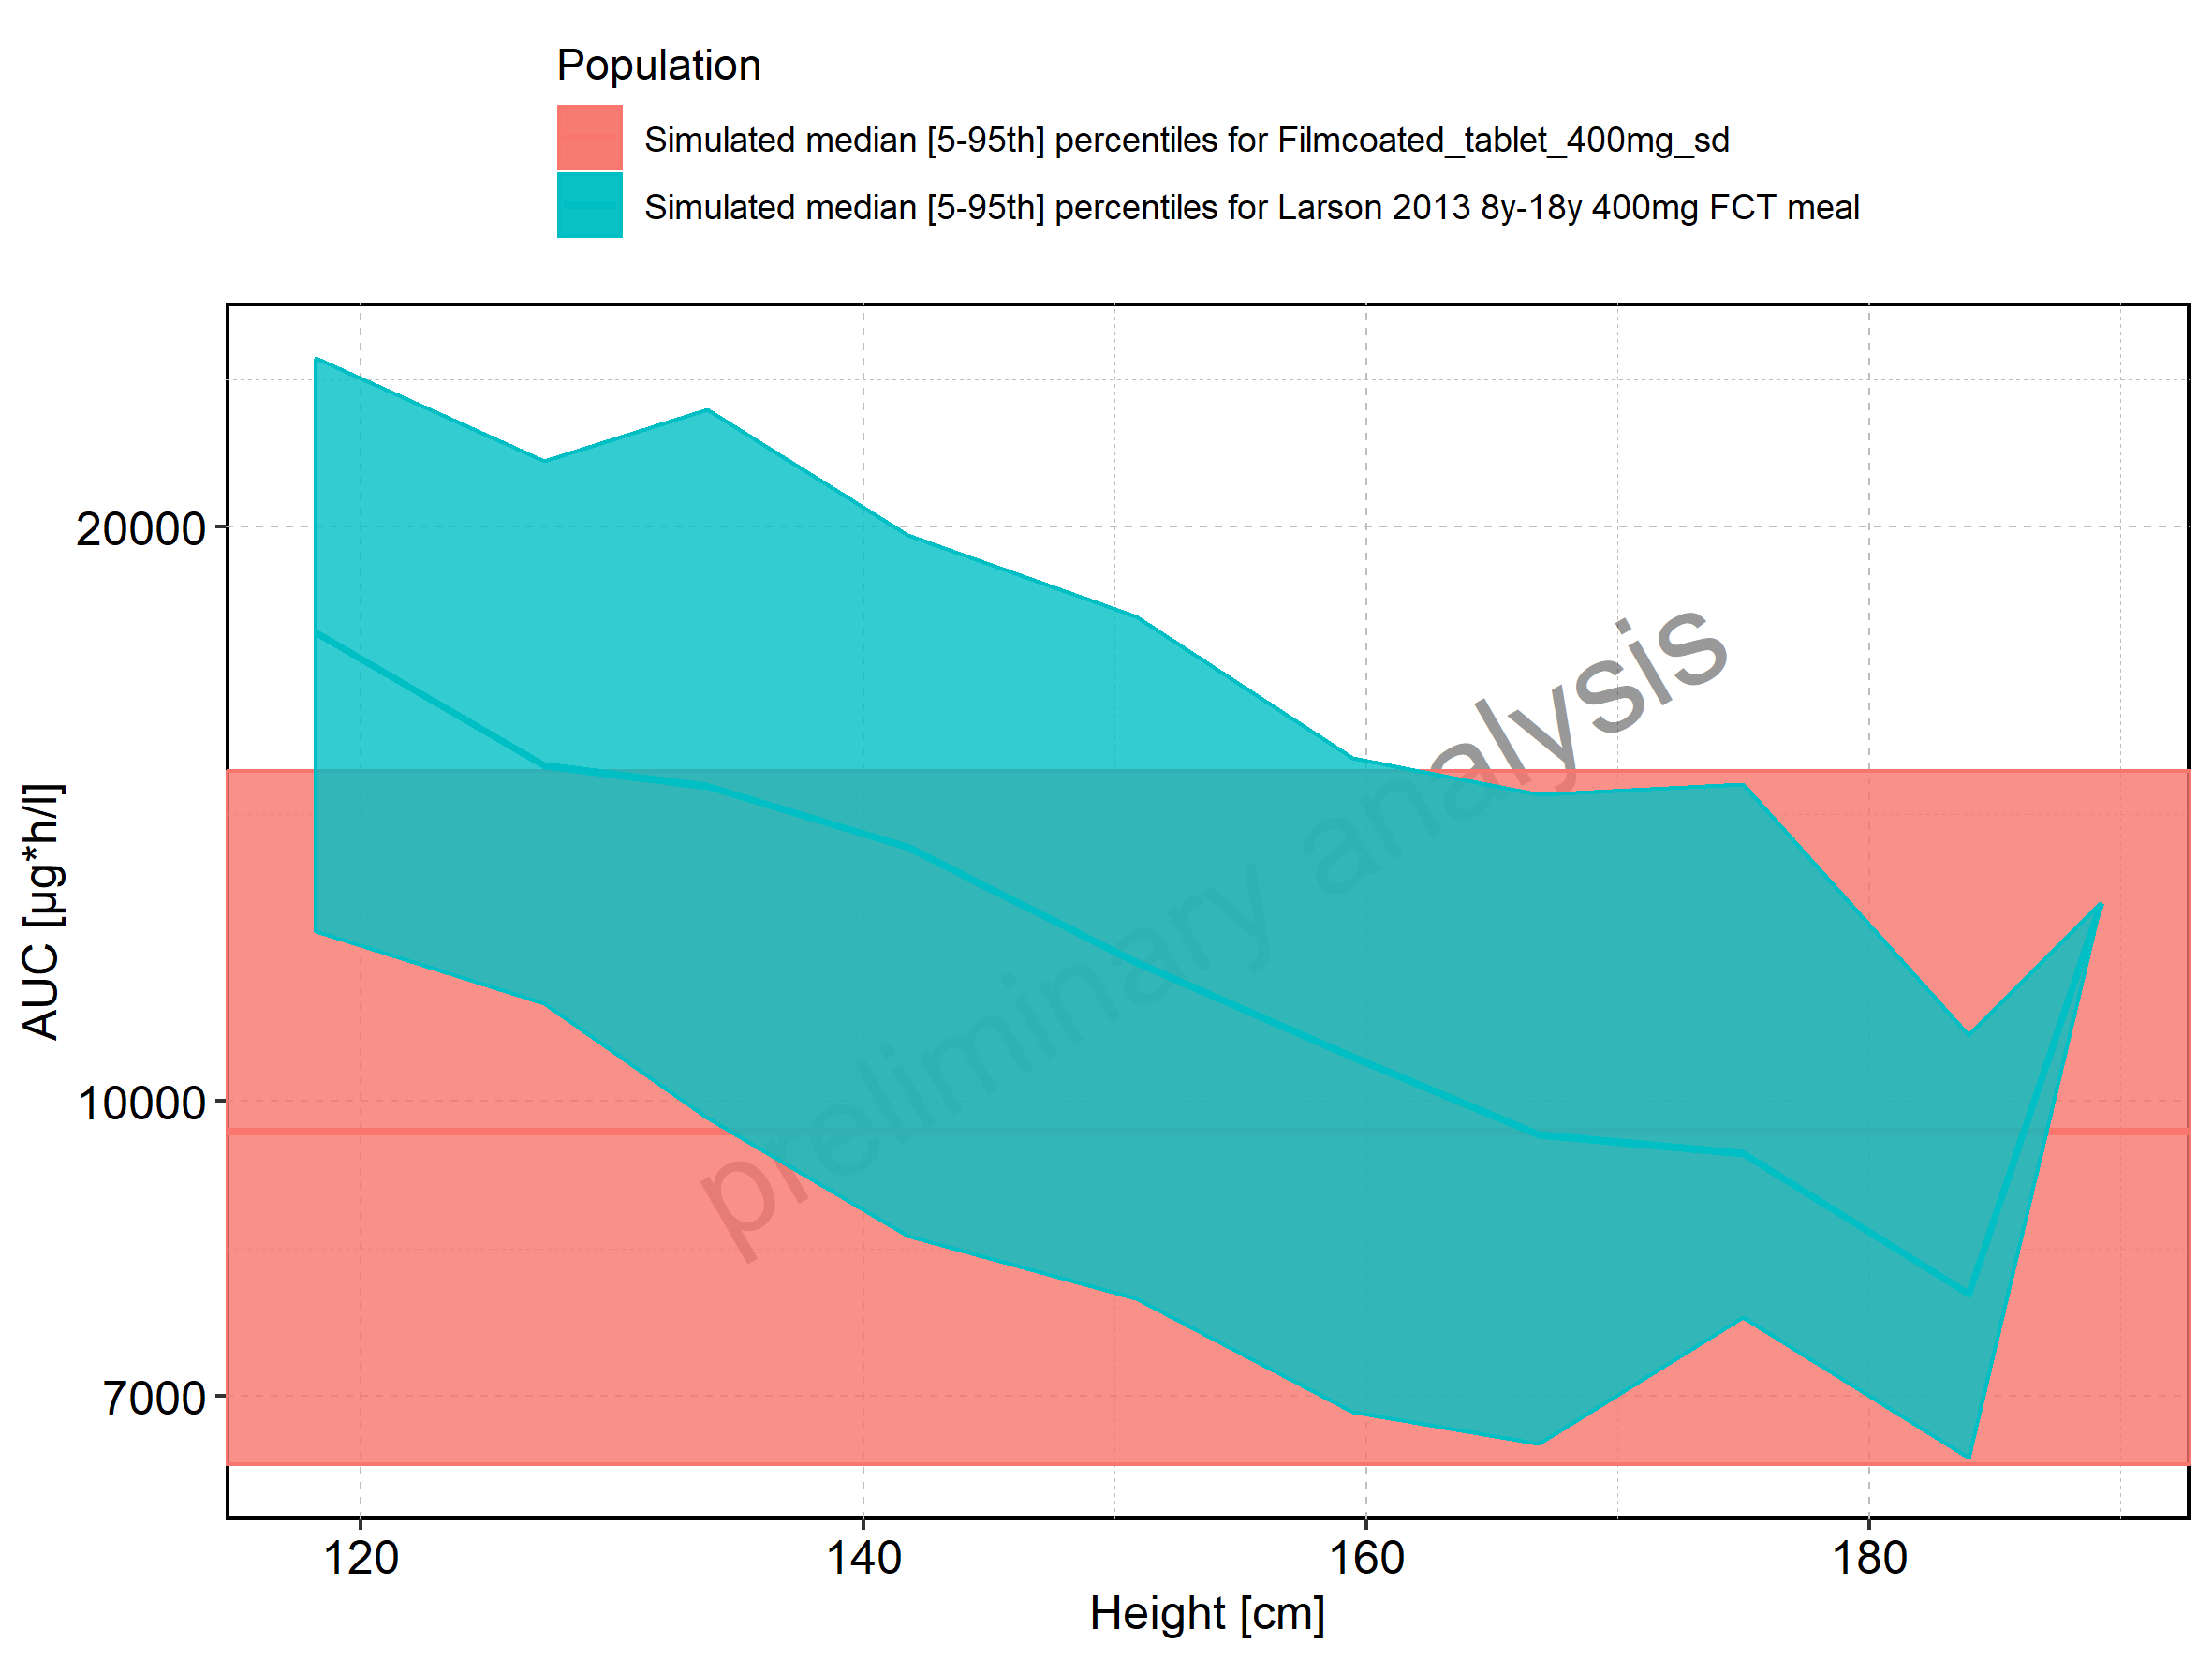 Population
Simulated median [5-95th] percentiles for Filmcoated_tablet_400mg_sd
Simulated median [5-95th] percentiles for Larson 2013 8y-18y 400mg FCT meal
20000
10000
7000
AUC [µg*h/l]
preliminary analysis
120 140 160 180
Height [cm]